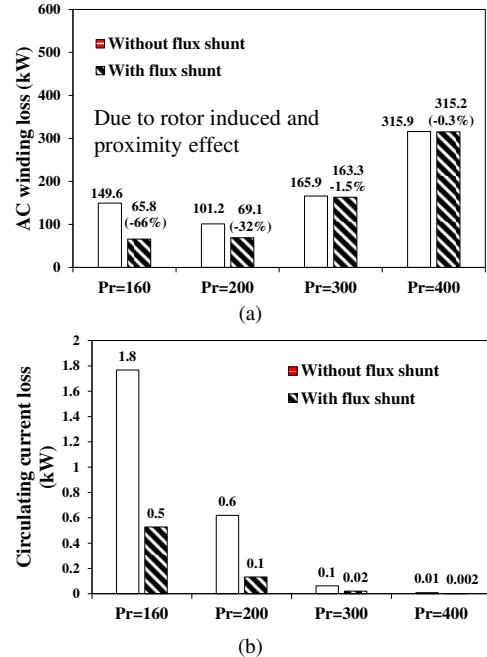 600
500
400
300
200
100
0
AC winding loss (kW)
Without flux shunt
With flux shunt
Due to rotor induced and
proximity effect
149.6
65.8
(-66%)
101.2
69.1
(-32%)
165.9
163.3
-1.5%
315.9
315.2
(-0.3%)
Pr=160 Pr=200 Pr=300 Pr=400
(a)
2
1.8
1.6
1.4
1.2
1
0.8
0.6
0.4
0.2
0
Circulating current loss
(kW)
Without flux shunt
With flux shunt
1.8
0.5
0.6
0.1
0.1
0.02
0.01
0.002
Pr=160 Pr=200 Pr=300 Pr=400
(b)